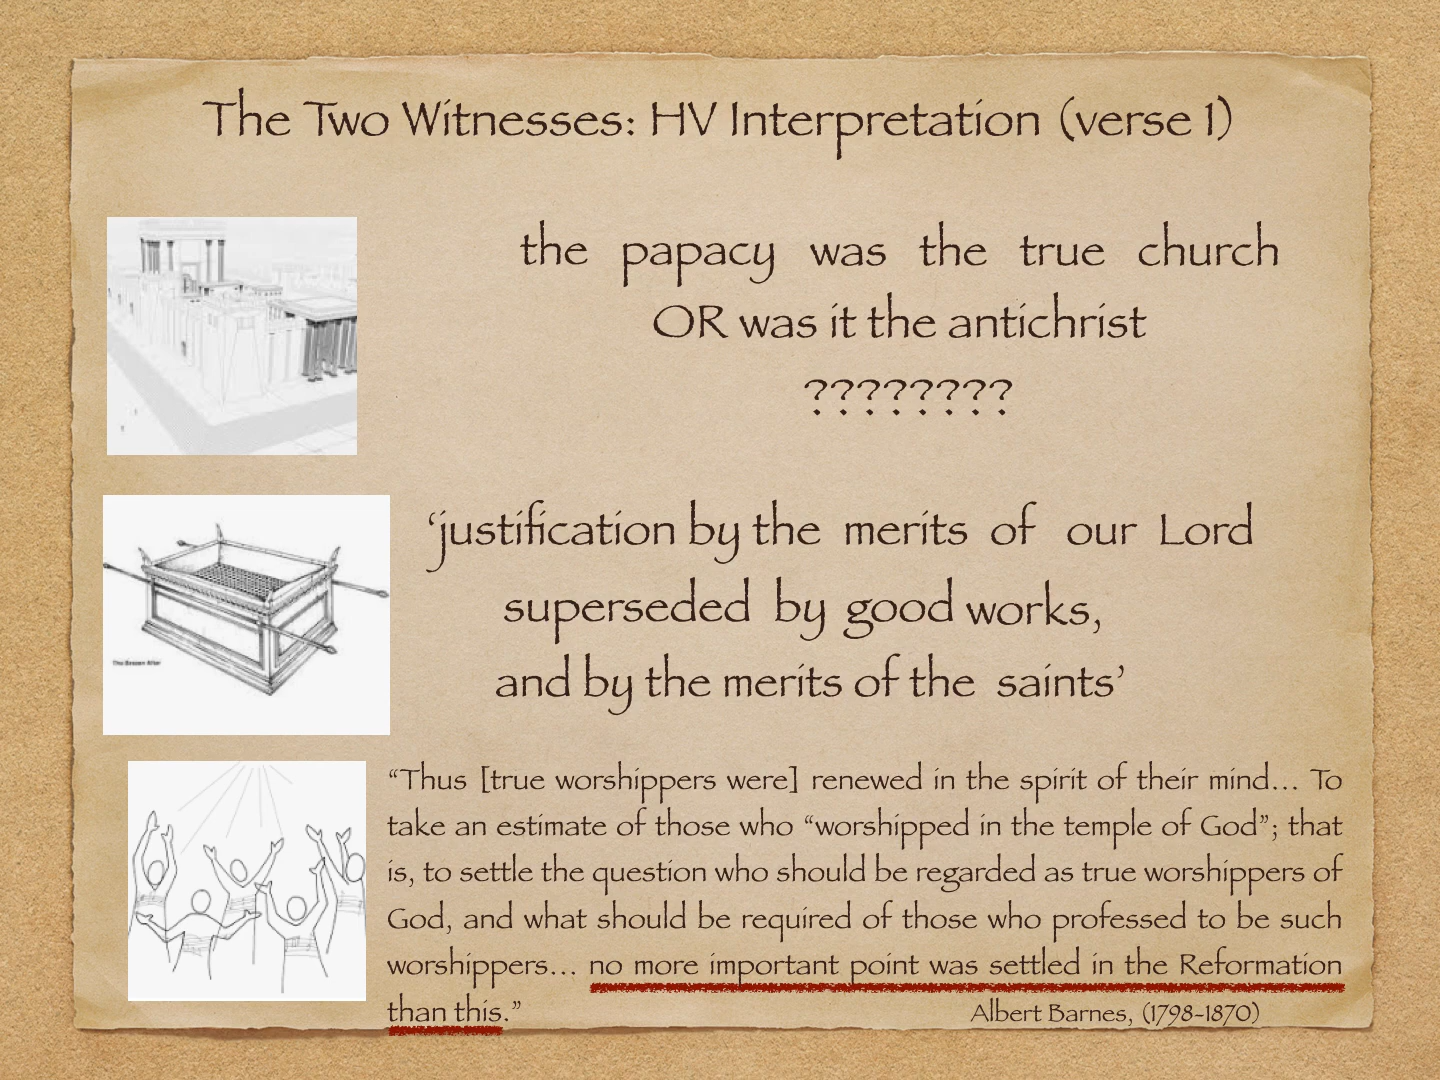 The Two Witnesses: HV Interpretation (verse 1)
the papacy was the true church
OR was it the antichrist
????????
‘justification by the merits of our Lord
superseded by good works,
and by the merits of the saints’
The Brazen Altar
“Thus [true worshippers were] renewed in the spirit of their mind… To
take an estimate of those who “worshipped in the temple of God”; that
is, to settle the question who should be regarded as true worshippers of
God, and what should be required of those who professed to be such
worshippers… no more important point was settled in the Reformation
than this.”
Albert Barnes, (1798-1870)